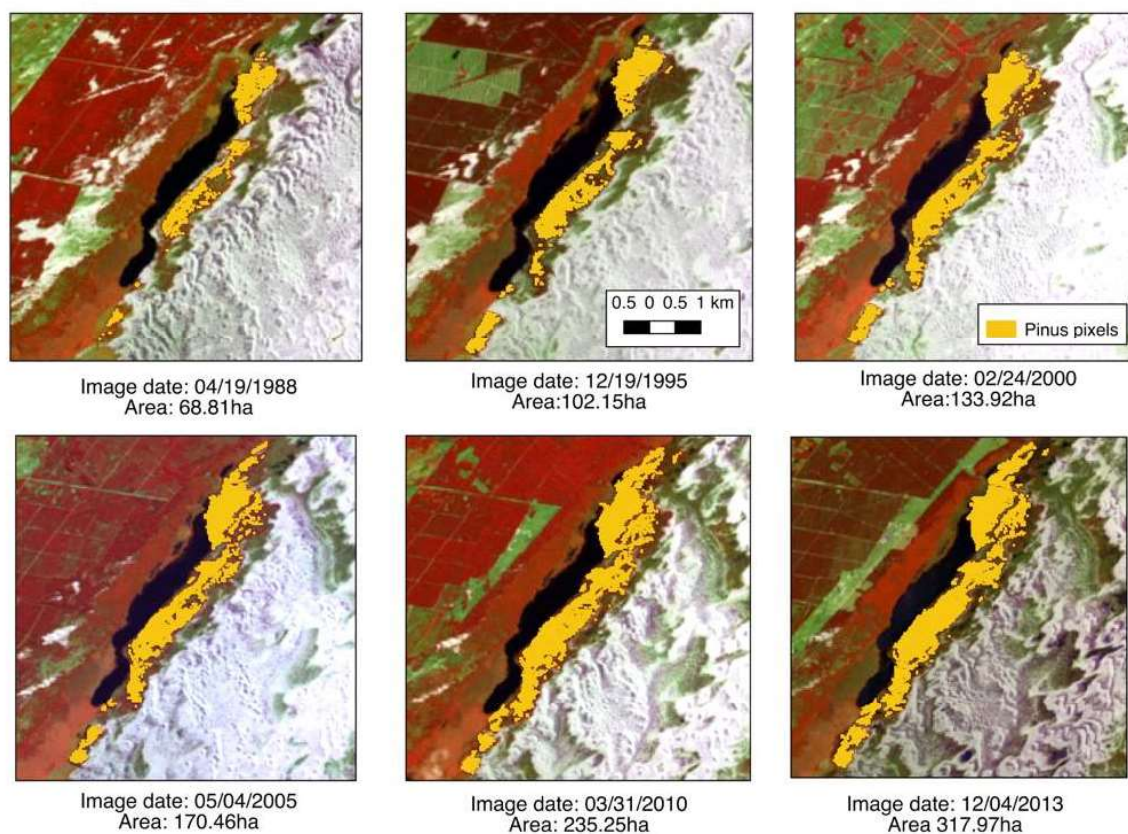 0.5 0 0.5 1 km
Pinus pixels
Image date: 04/19/1988
Area: 68.81ha
Image date: 12/19/1995
Area:102.15ha
Image date: 02/24/2000
Area:133.92ha
Image date: 05/04/2005
Area: 170.46ha
Image date: 03/31/2010
Area: 235.25ha
Image date: 12/04/2013
Area 317.97ha